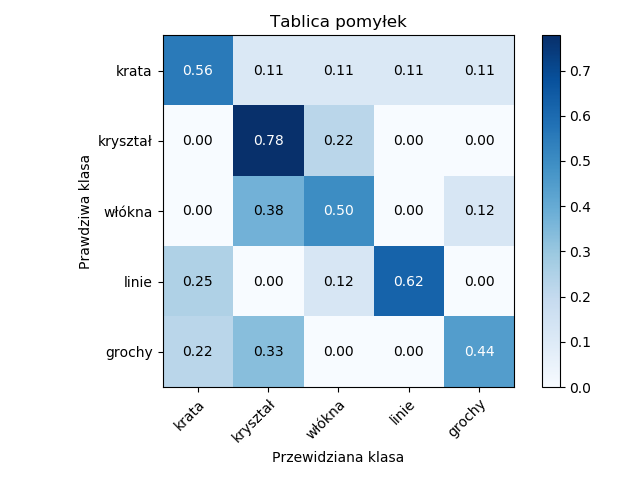 Tablica pomyłek
Prawdziwa klasa
krata 0.56 0.11 0.11 0.11 0.11
kryształ 0.00 0.78 0.22 0.00 0.00
włókna 0.00 0.38 0.50 0.00 0.12
linie 0.25 0.00 0.12 0.62 0.00
grochy 0.22 0.33 0.00 0.00 0.44
krata kryształ włókna linie grochy
Przewidziana klasa
0.7
0.6
0.5
0.4
0.3
0.2
0.1
0.0